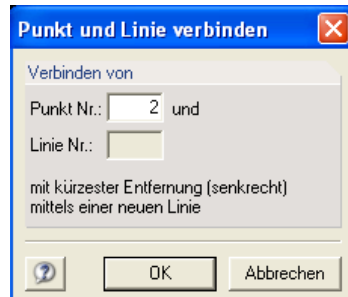 Punkt und Linie verbinden
Verbinden von
Punkt Nr.: 2 und
Linie Nr.:
mit kürzester Entfernung (senkrecht)
mittels einer neuen Linie
OK Abbrechen